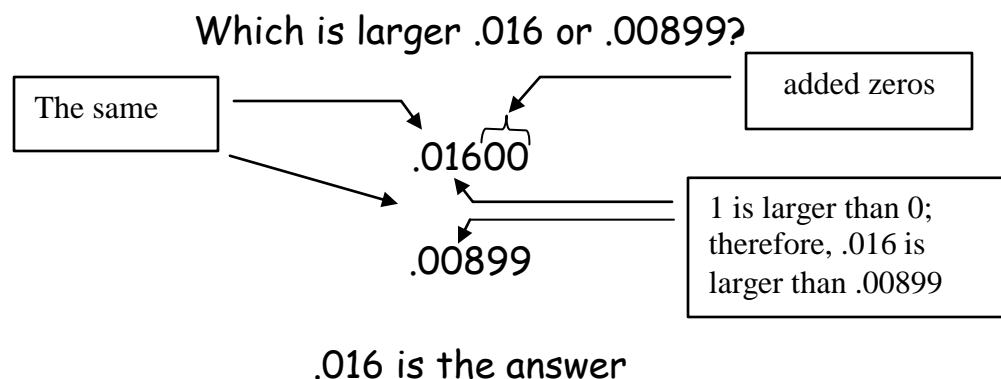 Which is larger .016 or .00899?
The same
added zeros
.01600
1 is larger than 0;
therefore, .016 is
larger than .00899
.00899
.016 is the answer